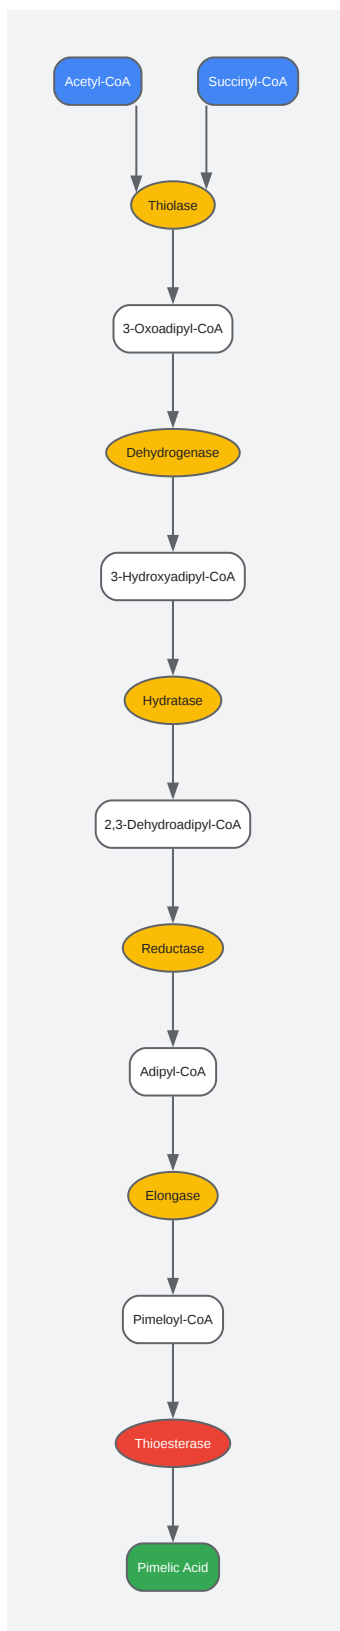 Acetyl-CoA
Succinyl-CoA
Thiolase
3-Oxoadipyl-CoA
Dehydrogenase
3-Hydroxyadipyl-CoA
Hydratase
2,3-Dehydroadipyl-CoA
Reductase
Adipyl-CoA
Elongase
Pimeloyl-CoA
Thioesterase
Pimelic Acid